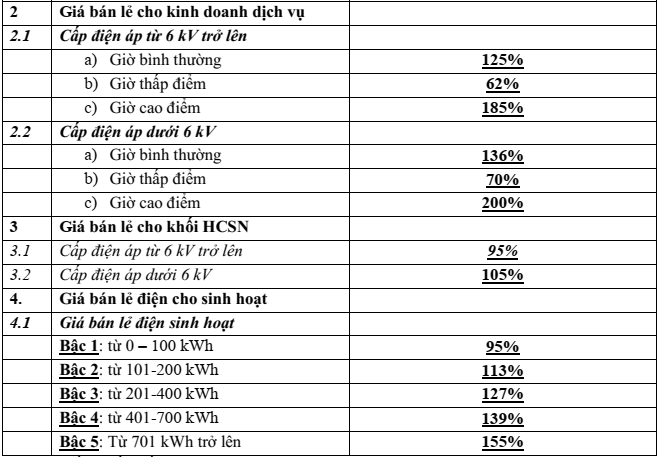 2 Giá bán lẻ cho kinh doanh dịch vụ
2.1 Cấp điện áp từ 6 kV trở lên
a) Giờ bình thường 125%
b) Giờ thấp điểm 62%
c) Giờ cao điểm 185%
2.2 Cấp điện áp dưới 6 kV
a) Giờ bình thường 136%
b) Giờ thấp điểm 70%
c) Giờ cao điểm 200%
3 Giá bán lẻ cho khối HCSN
3.1 Cấp điện áp từ 6 kV trở lên 95%
3.2 Cấp điện áp dưới 6 kV 105%
4. Giá bán lẻ điện cho sinh hoạt
4.1 Giá bán lẻ điện sinh hoạt
Bậc 1: từ 0 – 100 kWh 95%
Bậc 2: từ 101-200 kWh 113%
Bậc 3: từ 201-400 kWh 127%
Bậc 4: từ 401-700 kWh 139%
Bậc 5: Từ 701 kWh trở lên 155%